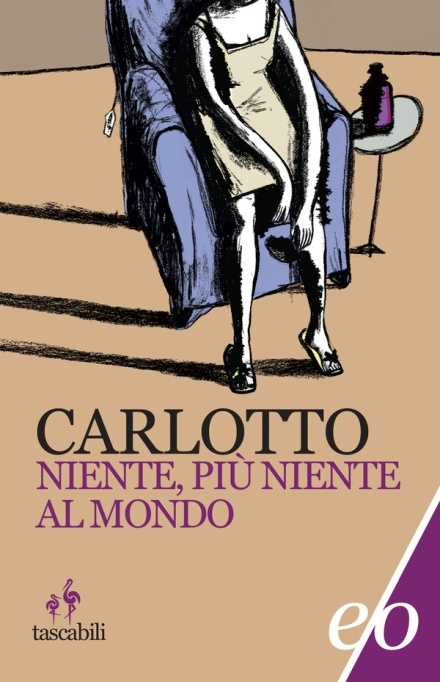 CARLOTTO
NIENTE, PIÙ NIENTE
AL MONDO
e/o
tascabili